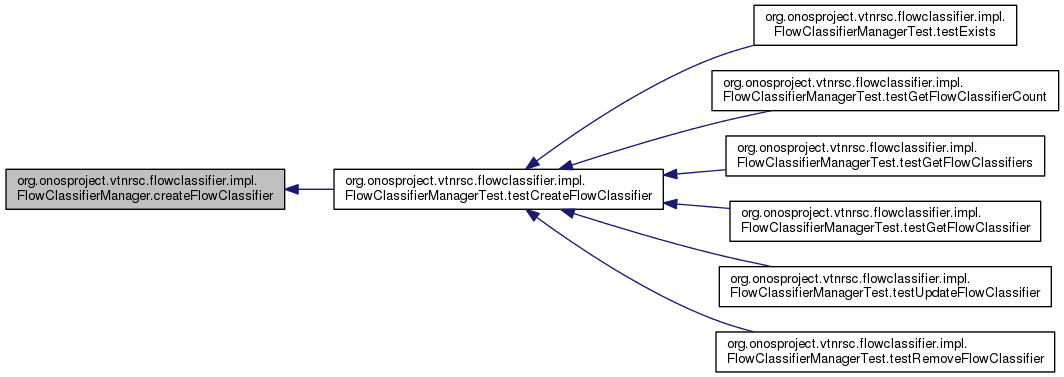 org.onosproject.vtnrsc.flowclassifier.impl.
FlowClassifierManager.createFlowClassifier
org.onosproject.vtnrsc.flowclassifier.impl.
FlowClassifierManagerTest.testCreateFlowClassifier
org.onosproject.vtnrsc.flowclassifier.impl.
FlowClassifierManagerTest.testExists
org.onosproject.vtnrsc.flowclassifier.impl.
FlowClassifierManagerTest.testGetFlowClassifierCount
org.onosproject.vtnrsc.flowclassifier.impl.
FlowClassifierManagerTest.testGetFlowClassifiers
org.onosproject.vtnrsc.flowclassifier.impl.
FlowClassifierManagerTest.testGetFlowClassifier
org.onosproject.vtnrsc.flowclassifier.impl.
FlowClassifierManagerTest.testUpdateFlowClassifier
org.onosproject.vtnrsc.flowclassifier.impl.
FlowClassifierManagerTest.testRemoveFlowClassifier